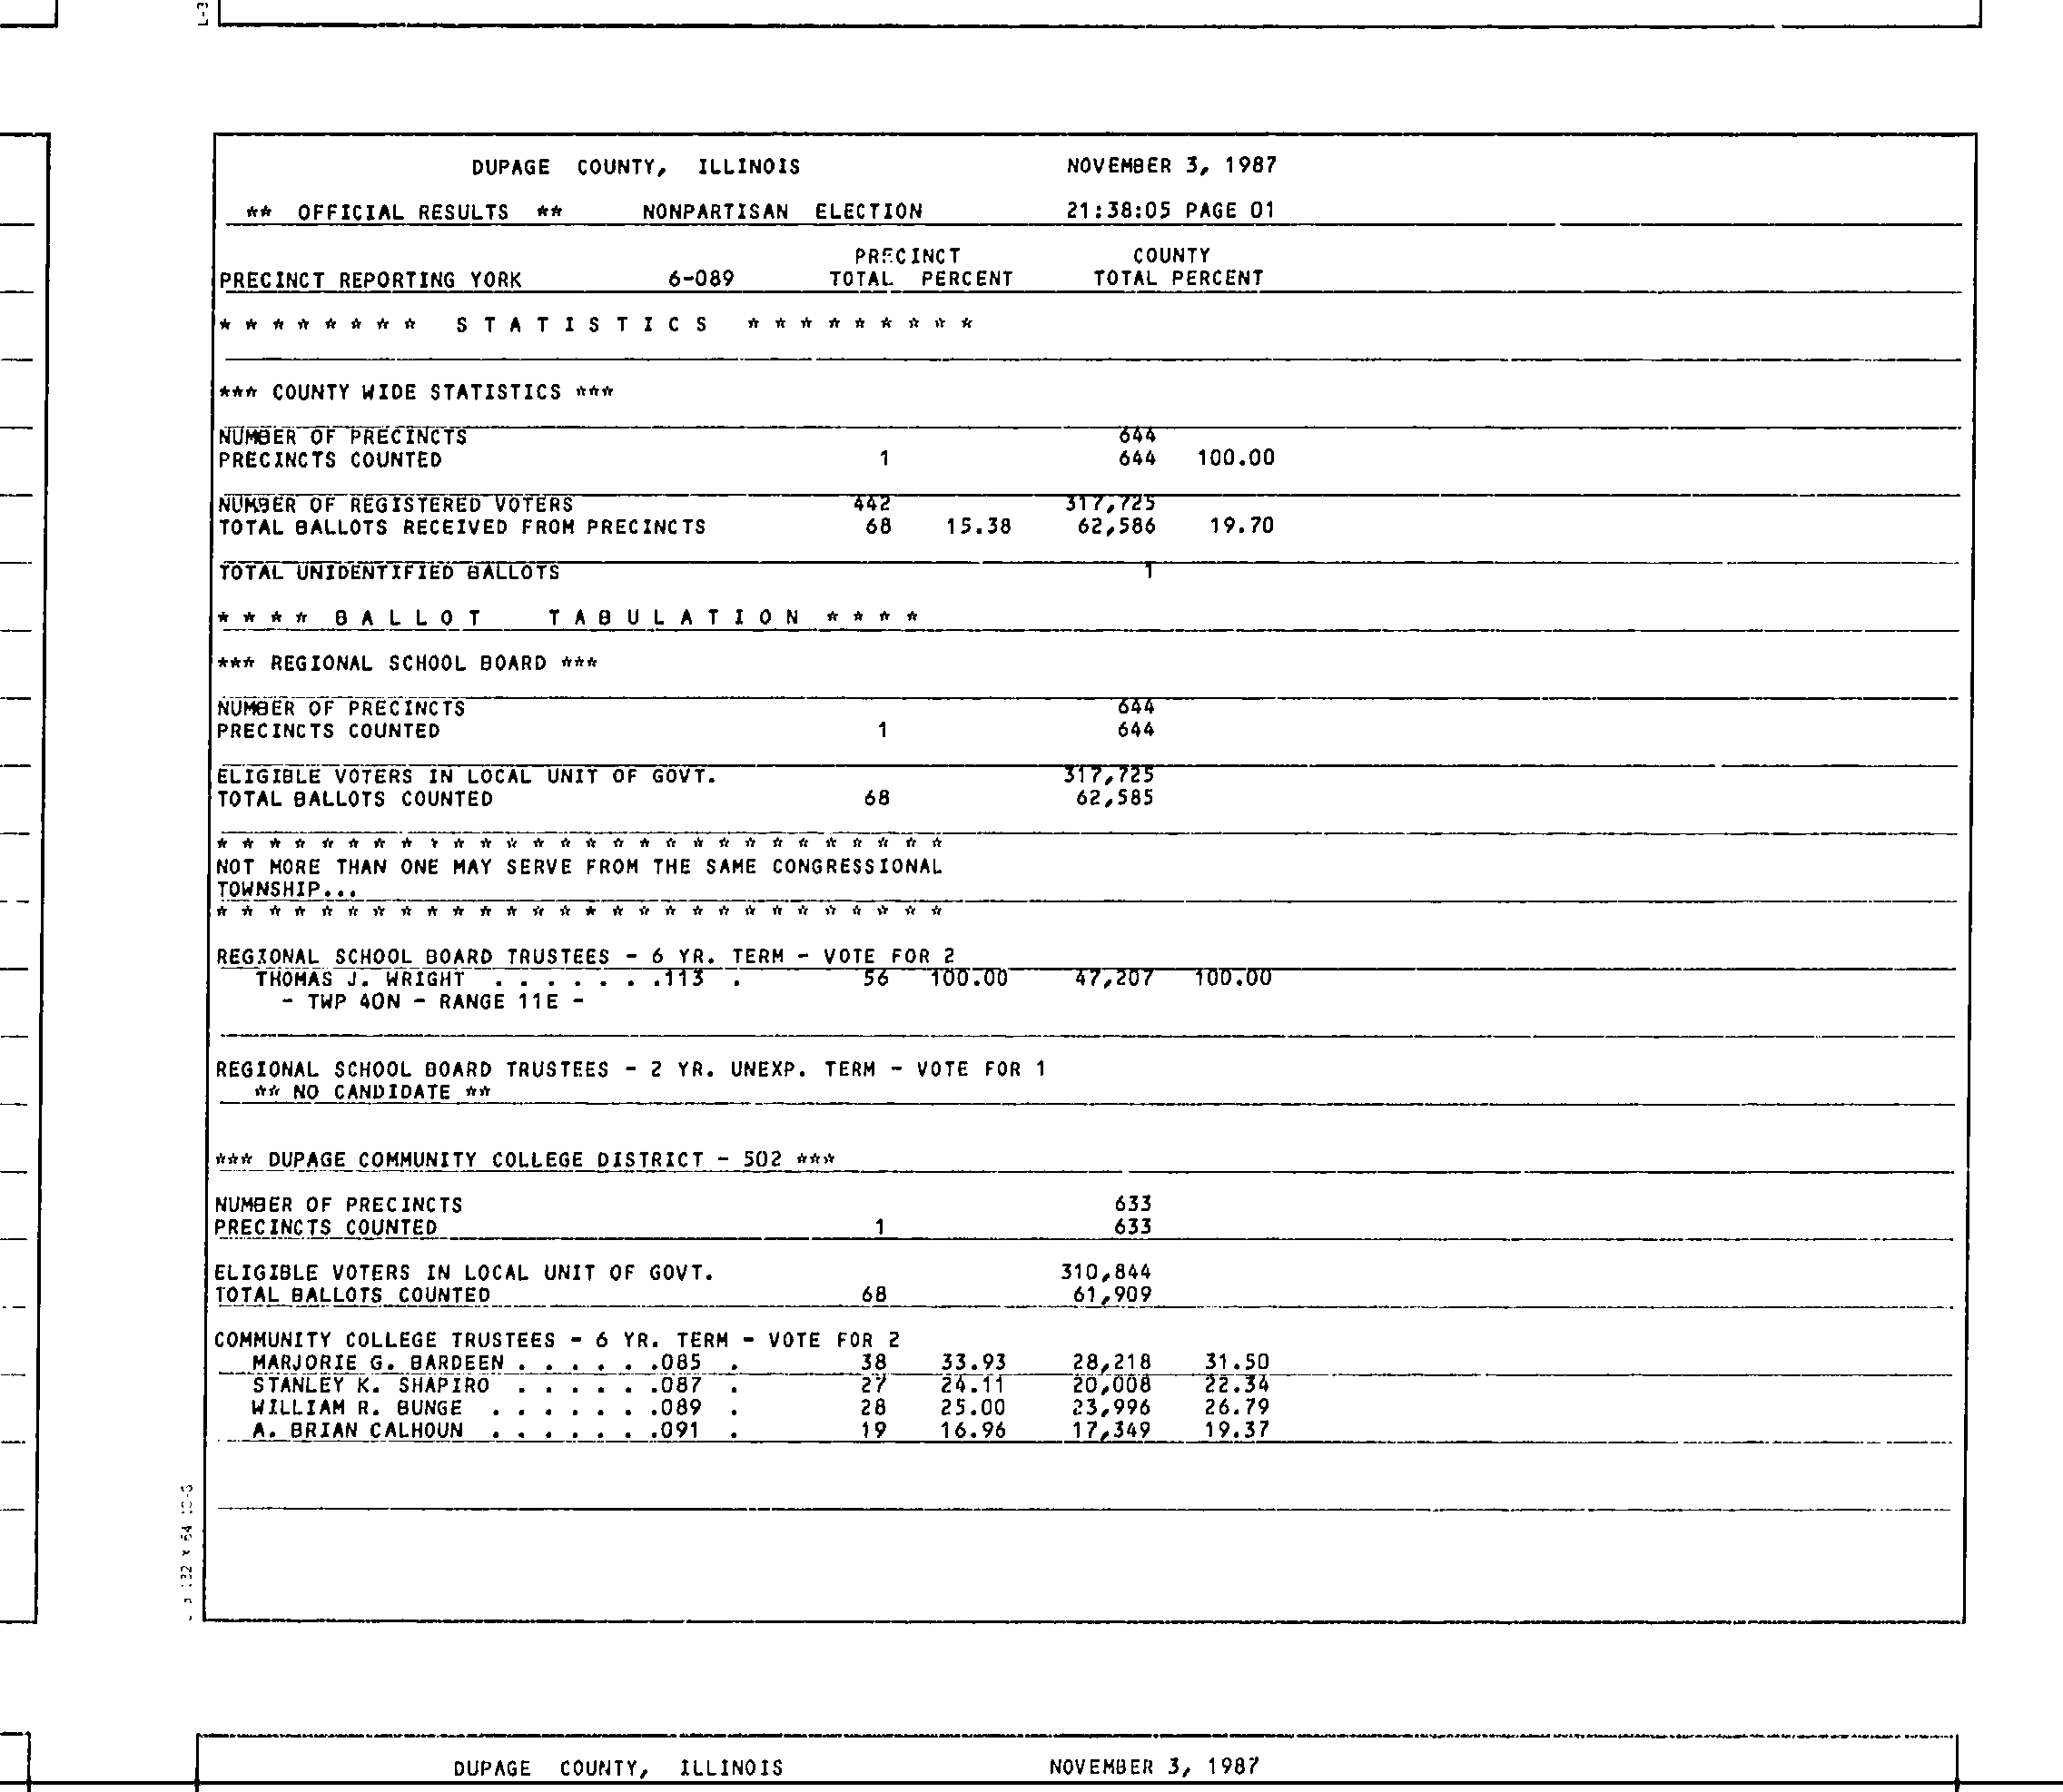 DUPAGE COUNTY, ILLINOIS NOVEMBER 3, 1987
** OFFICIAL RESULTS ** NONPARTISAN ELECTION 21:38:05 PAGE 01
PRECINCT COUNTY
PRECINCT REPORTING YORK 6-089 TOTAL PERCENT TOTAL PERCENT
* * * * * * * * S T A T I S T I C S * * * * * * * * *
*** COUNTY WIDE STATISTICS ***
NUMBER OF PRECINCTS 644
PRECINCTS COUNTED 1 644 100.00
NUMBER OF REGISTERED VOTERS 442 317,725
TOTAL BALLOTS RECEIVED FROM PRECINCTS 68 15.38 62,586 19.70
TOTAL UNIDENTIFIED BALLOTS 1
* * * * B A L L O T T A B U L A T I O N * * * *
*** REGIONAL SCHOOL BOARD ***
NUMBER OF PRECINCTS 644
PRECINCTS COUNTED 1 644
ELIGIBLE VOTERS IN LOCAL UNIT OF GOVT. 317,725
TOTAL BALLOTS COUNTED 68 62,585
* * * * * * * * * * * * * * * * * * * * * * * * * * * *
NOT MORE THAN ONE MAY SERVE FROM THE SAME CONGRESSIONAL
TOWNSHIP...
* * * * * * * * * * * * * * * * * * * * * * * * * * * *
REGIONAL SCHOOL BOARD TRUSTEES - 6 YR. TERM - VOTE FOR 2
THOMAS J. WRIGHT . . . . . . .113 . 56 100.00 47,207 100.00
- TWP 40N - RANGE 11E -
REGIONAL SCHOOL BOARD TRUSTEES - 2 YR. UNEXP. TERM - VOTE FOR 1
** NO CANDIDATE **
*** DUPAGE COMMUNITY COLLEGE DISTRICT - 502 ***
NUMBER OF PRECINCTS 633
PRECINCTS COUNTED 1 633
ELIGIBLE VOTERS IN LOCAL UNIT OF GOVT. 310,844
TOTAL BALLOTS COUNTED 68 61,909
COMMUNITY COLLEGE TRUSTEES - 6 YR. TERM - VOTE FOR 2
MARJORIE G. BARDEEN . . . . . .085 . 38 33.93 28,218 31.50
STANLEY K. SHAPIRO . . . . . .087 . 27 24.11 20,008 22.34
WILLIAM R. BUNGE . . . . . . .089 . 28 25.00 23,996 26.79
A. BRIAN CALHOUN . . . . . . .091 . 19 16.96 17,349 19.37
DUPAGE COUNTY, ILLINOIS NOVEMBER 3, 1987